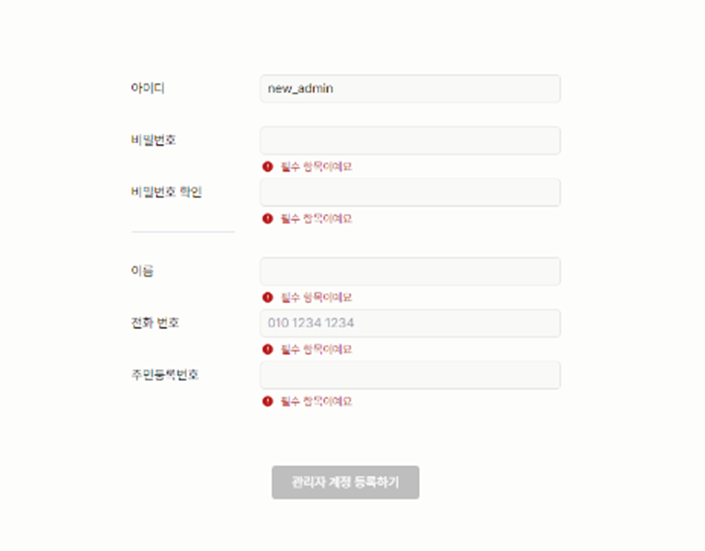 아이디 new_admin
비밀번호
필수 항목이에요
비밀번호 확인
필수 항목이에요
이름
필수 항목이에요
전화 번호 010 1234 1234
필수 항목이에요
주민등록번호
필수 항목이에요
관리자 계정 등록하기